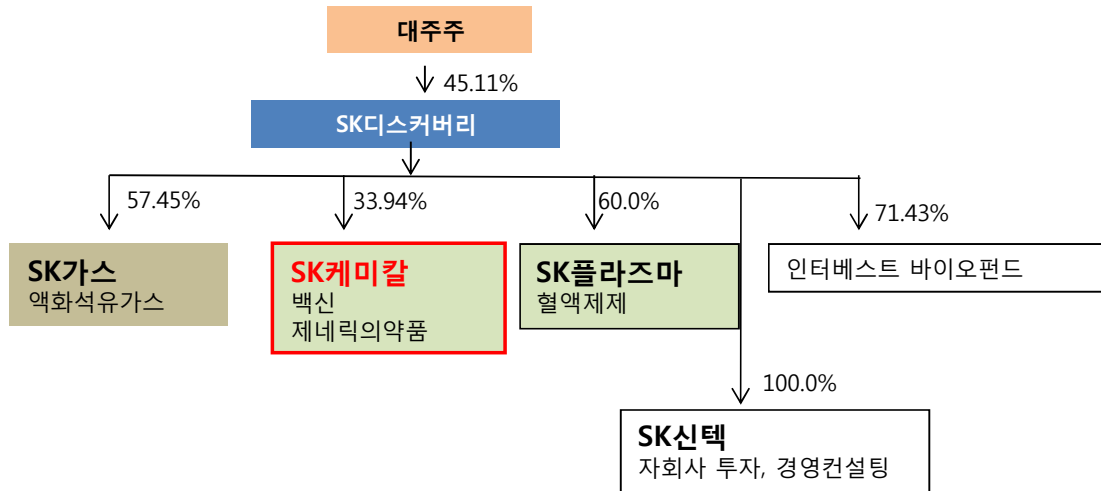 대주주
45.11%
SK디스커버리
57.45%
33.94%
60.0%
71.43%
SK가스
액화석유가스
SK케미칼
백신
제네릭의약품
SK플라즈마
혈액제제
인터베스트 바이오펀드
100.0%
SK신텍
자회사 투자, 경영컨설팅